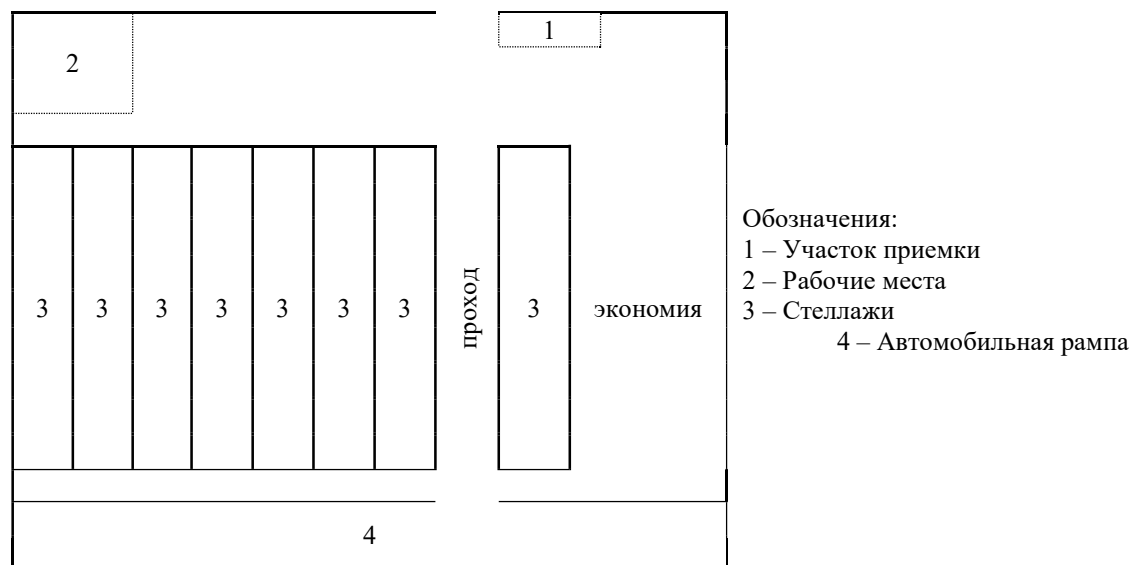 1
2
3 3 3 3 3 3 3 проход 3 экономия
4
Обозначения:
1 – Участок приемки
2 – Рабочие места
3 – Стеллажи
4 – Автомобильная рампа